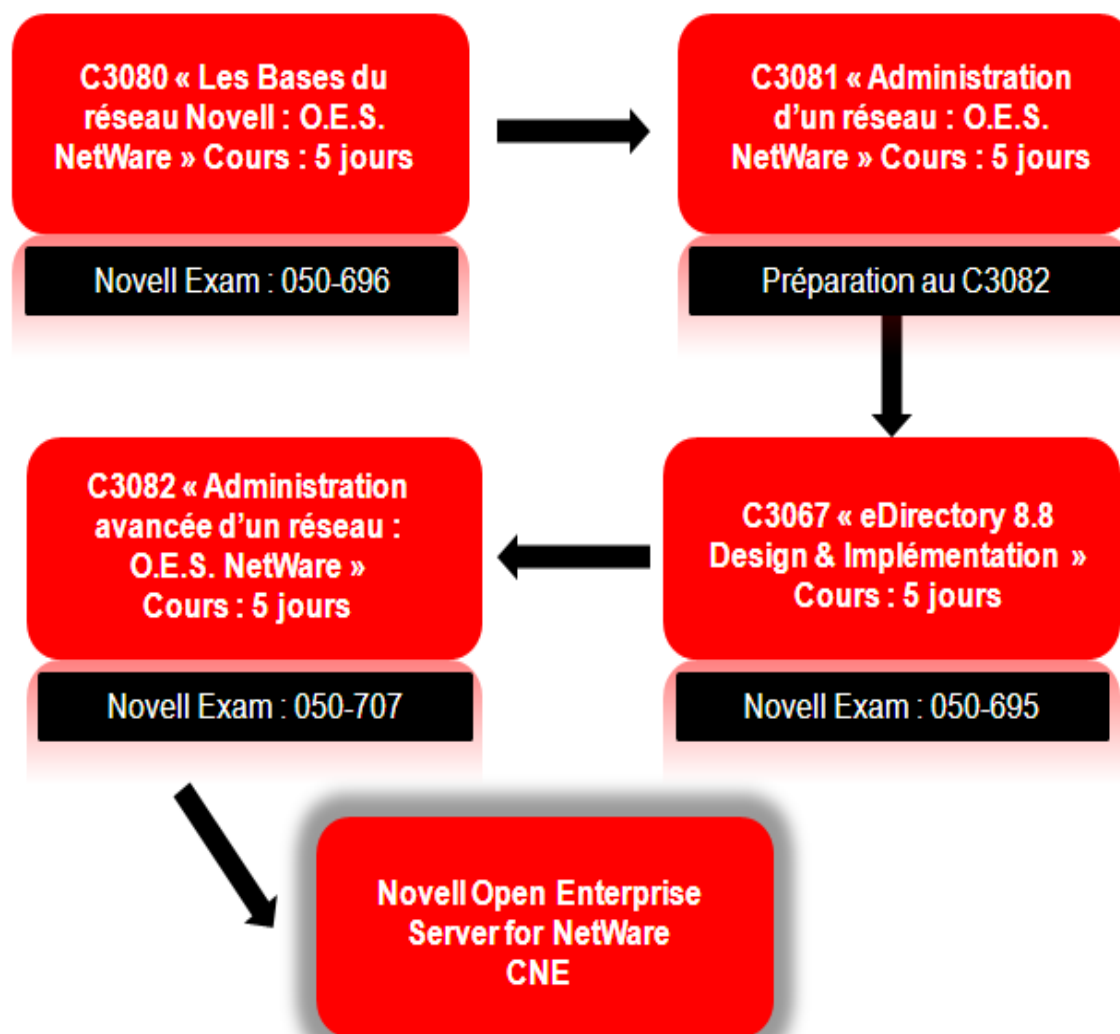 C3080 « Les Bases du
réseau Novell : O.E.S.
NetWare » Cours : 5 jours
Novell Exam : 050-696
C3081 « Administration
d’un réseau : O.E.S.
NetWare » Cours : 5 jours
Préparation au C3082
C3067 « eDirectory 8.8
Design & Implémentation »
Cours : 5 jours
Novell Exam : 050-695
C3082 « Administration
avancée d’un réseau :
O.E.S. NetWare »
Cours : 5 jours
Novell Exam : 050-707
Novell Open Enterprise
Server for NetWare
CNE